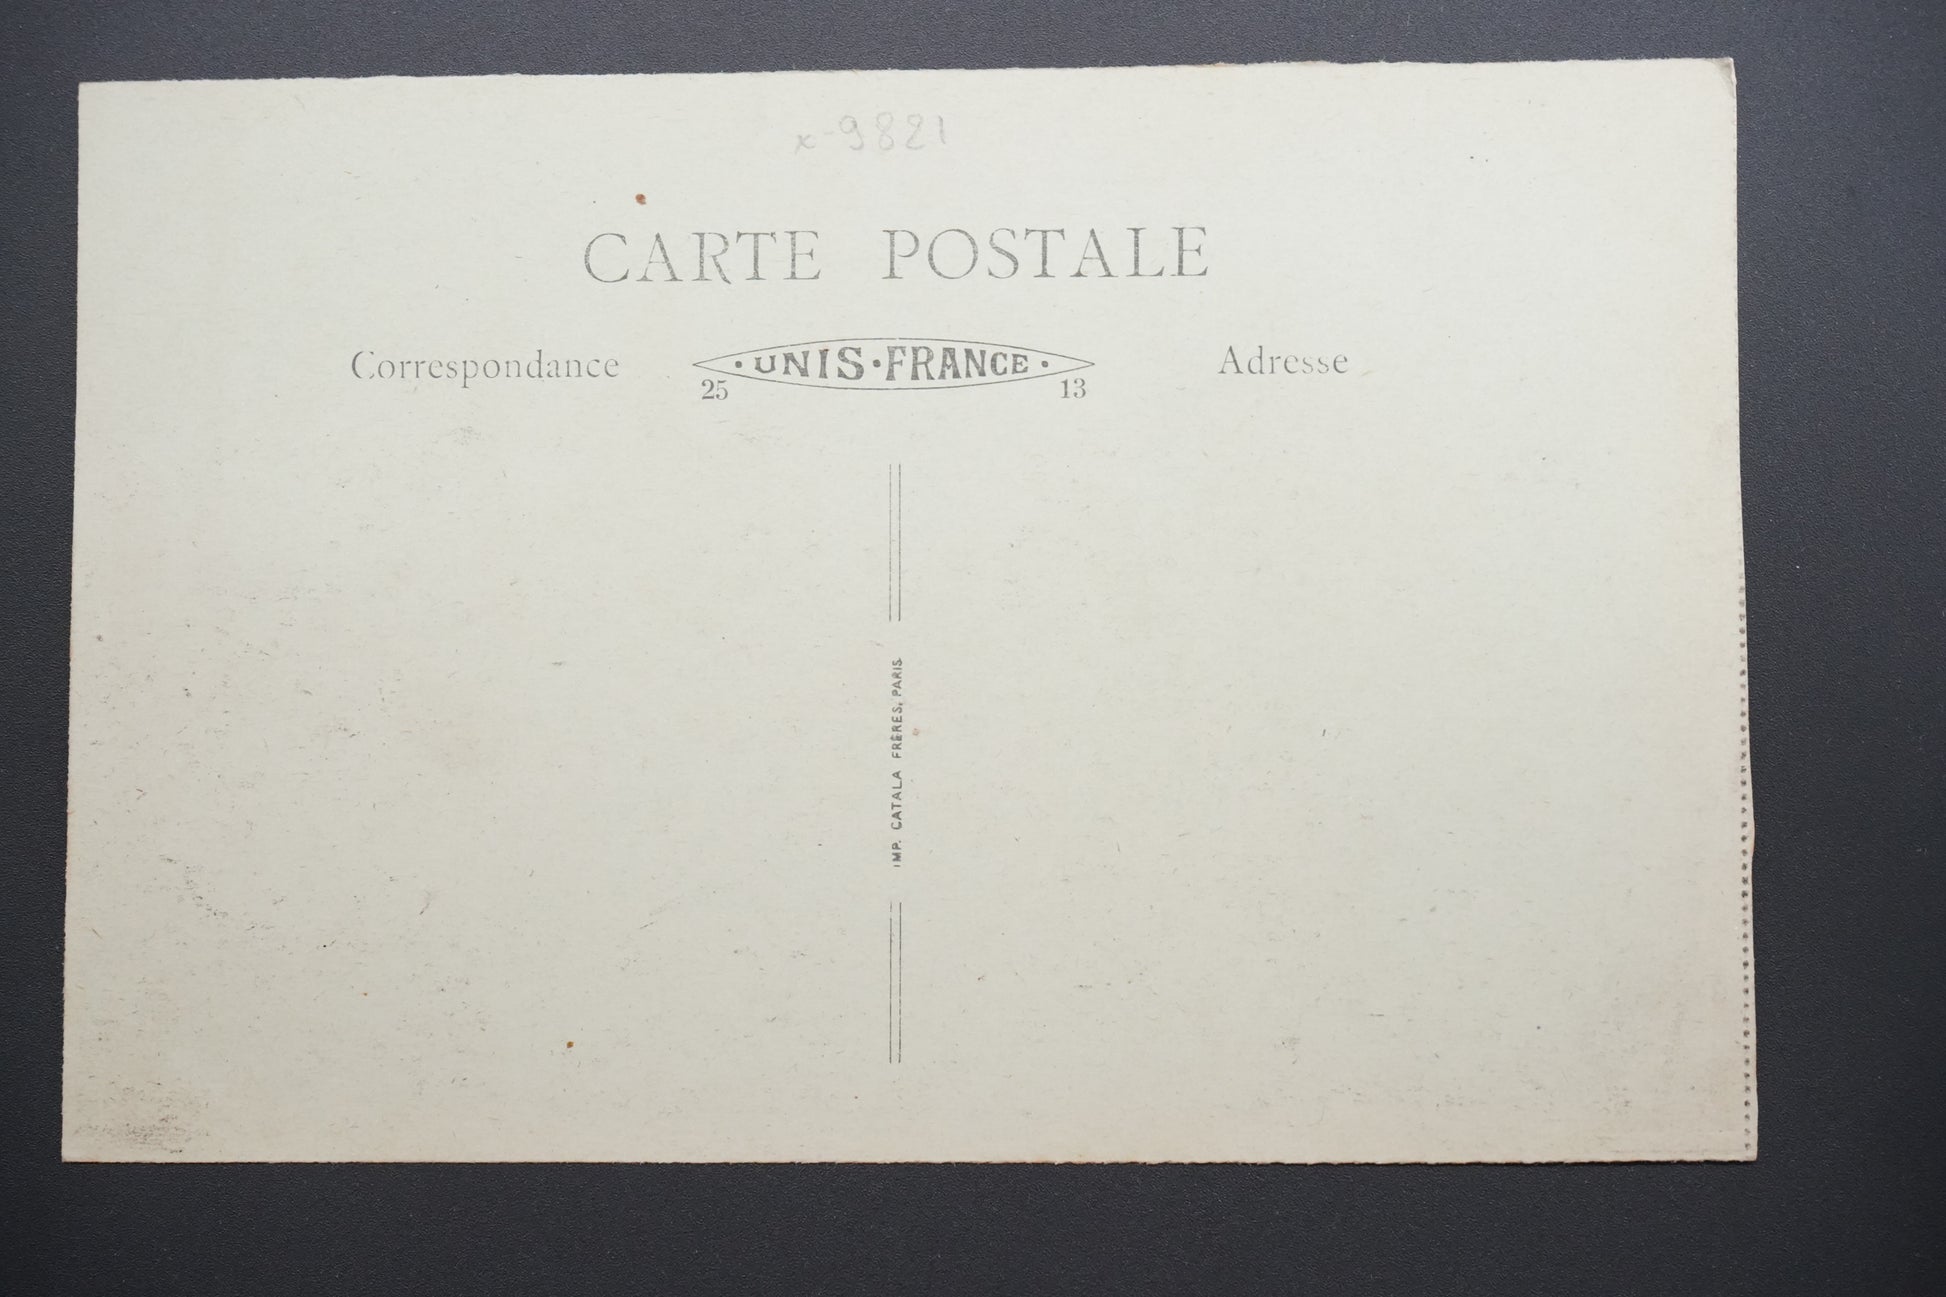 x-9821
CARTE POSTALE
Correspondance
· UNIS · FRANCE ·
25 13
Adresse
IMP. CATALA FRÈRES, PARIS